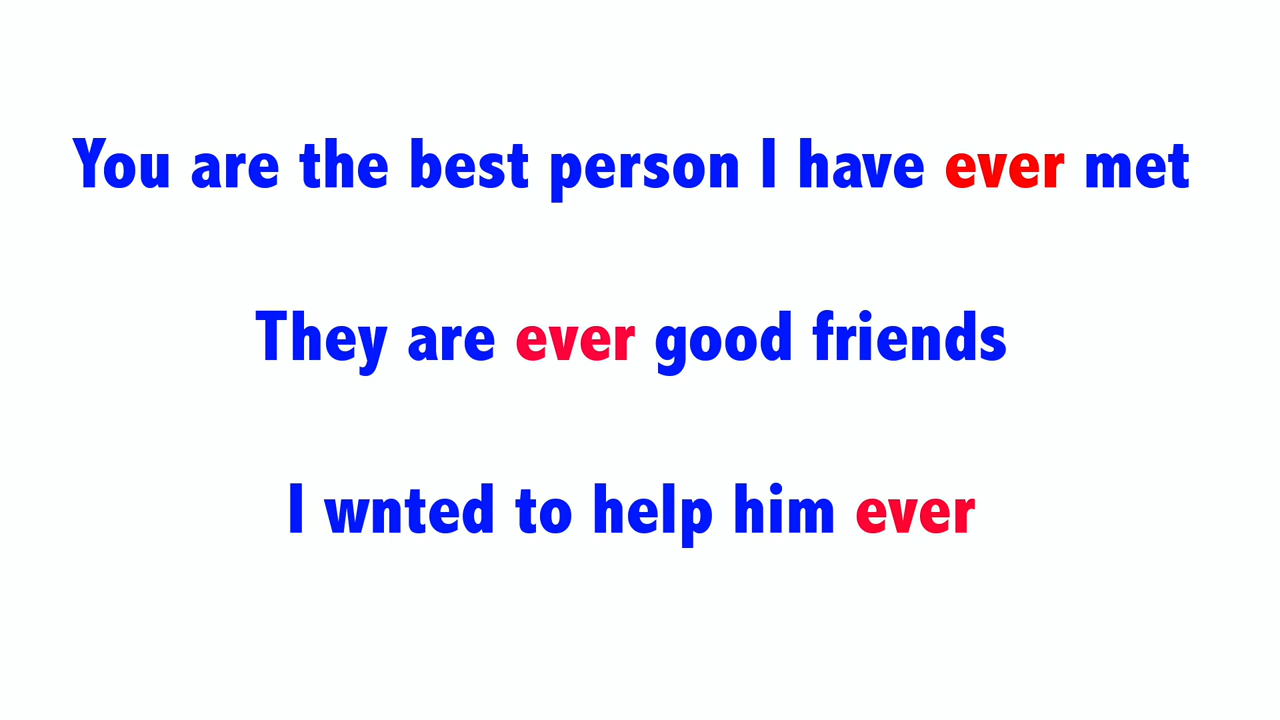 You are the best person I have ever met
They are ever good friends
I wnted to help him ever